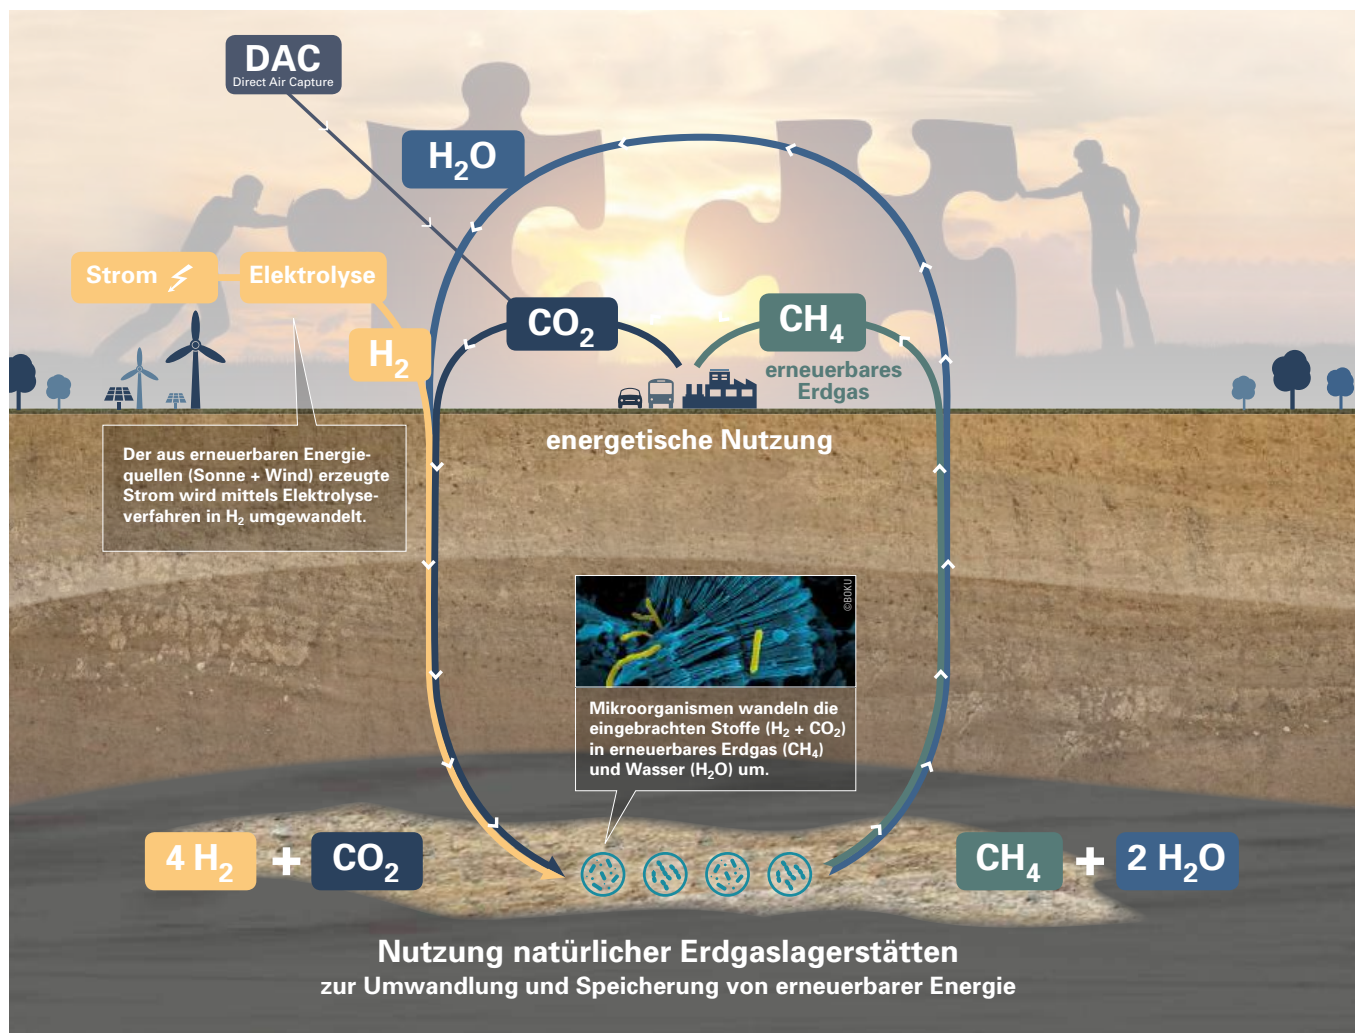 DAC
Direct Air Capture
H₂O
Strom
Elektrolyse
H₂
CO₂
CH₄
erneuerbares
Erdgas
energetische Nutzung
Der aus erneuerbaren Energie-
quellen (Sonne + Wind) erzeugte
Strom wird mittels Elektrolyse-
verfahren in H₂ umgewandelt.
©BOKU
Mikroorganismen wandeln die
eingebrachten Stoffe (H₂ + CO₂)
in erneuerbares Erdgas (CH₄)
und Wasser (H₂O) um.
4 H₂ + CO₂
CH₄ + 2 H₂O
Nutzung natürlicher Erdgaslagerstätten
zur Umwandlung und Speicherung von erneuerbarer Energie